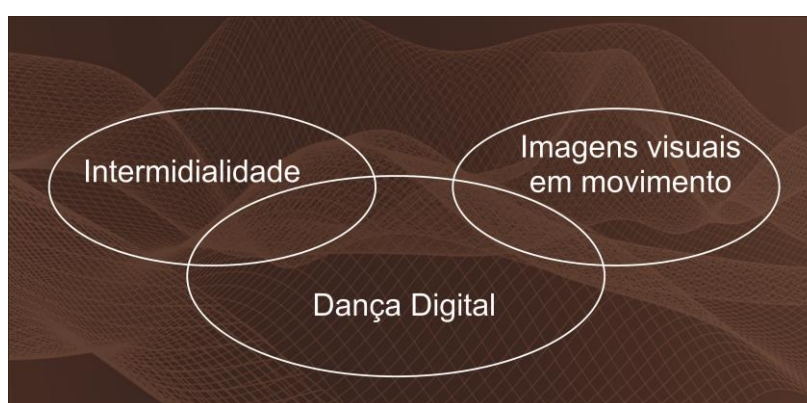 Intermidialidade
Imagens visuais
em movimento
Dança Digital